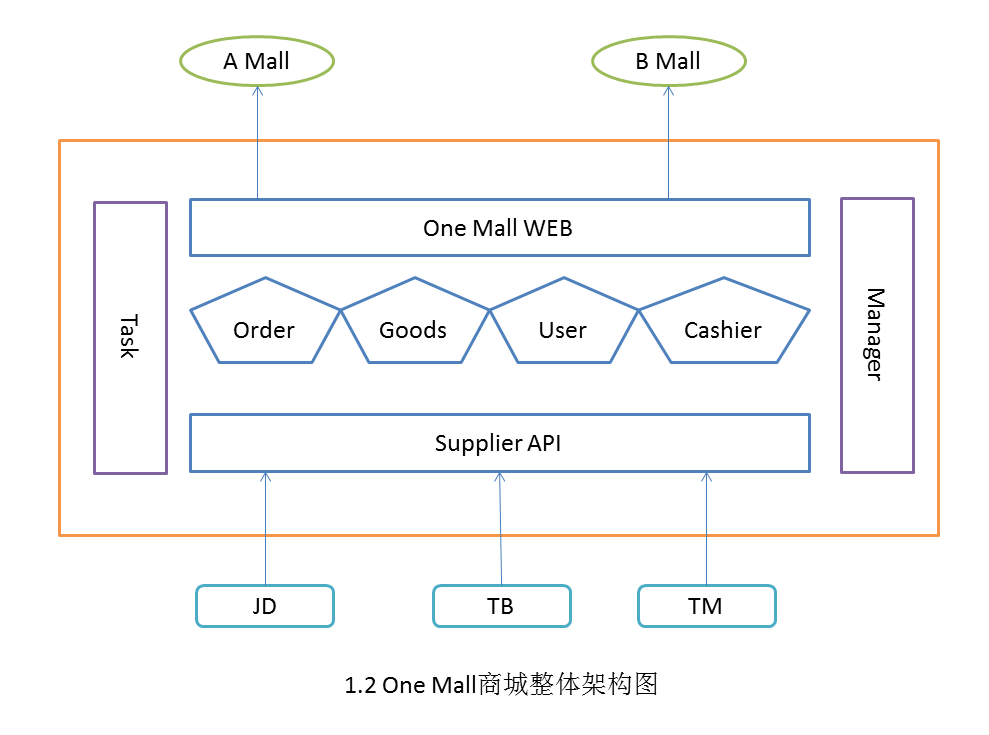 A Mall
B Mall
One Mall WEB
Task
Order
Goods
User
Cashier
Manager
Supplier API
JD
TB
TM
1.2 One Mall商城整体架构图